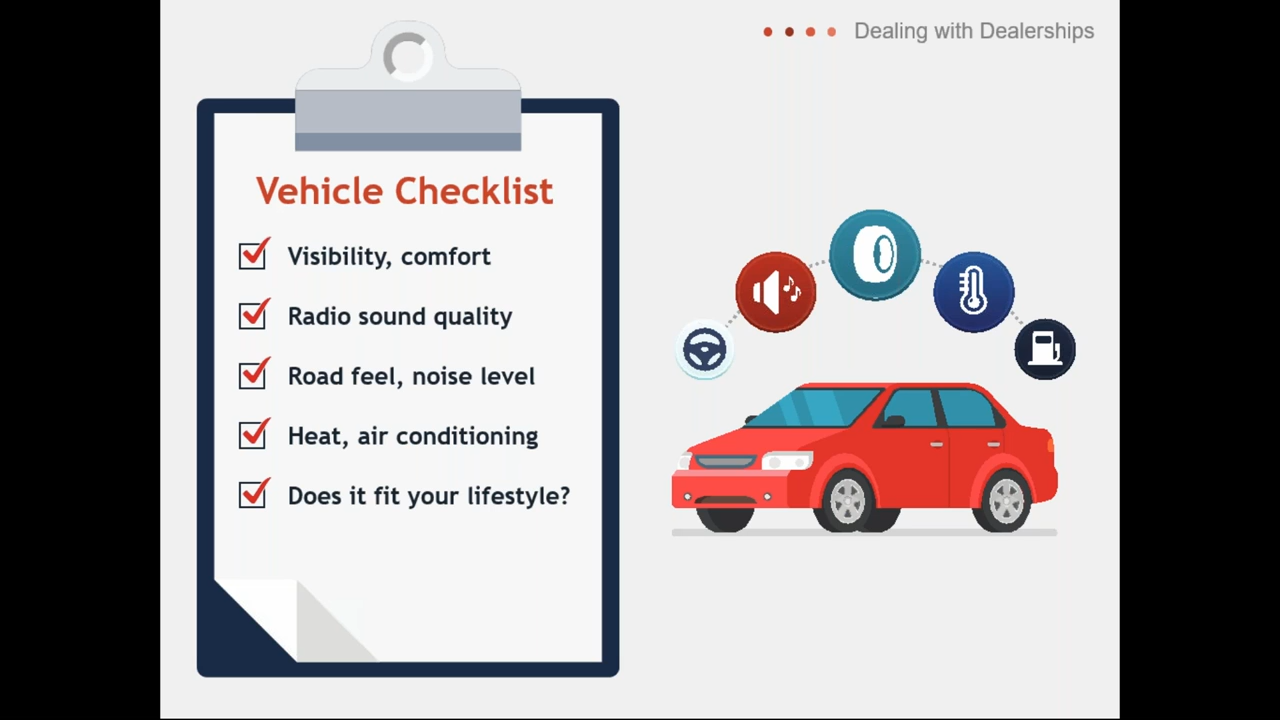 Dealing with Dealerships
Vehicle Checklist
Visibility, comfort
Radio sound quality
Road feel, noise level
Heat, air conditioning
Does it fit your lifestyle?